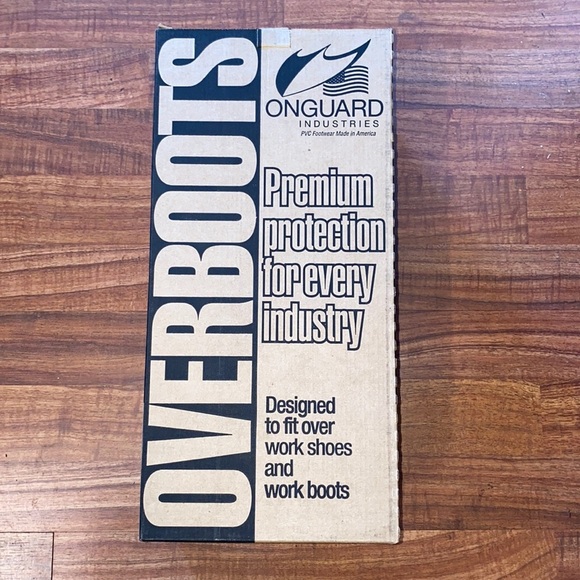 OVERBOOTS
ONGUARD
INDUSTRIES
PVC Footwear Made in America
Premium
protection
for every
industry
Designed
to fit over
work shoes
and
work boots